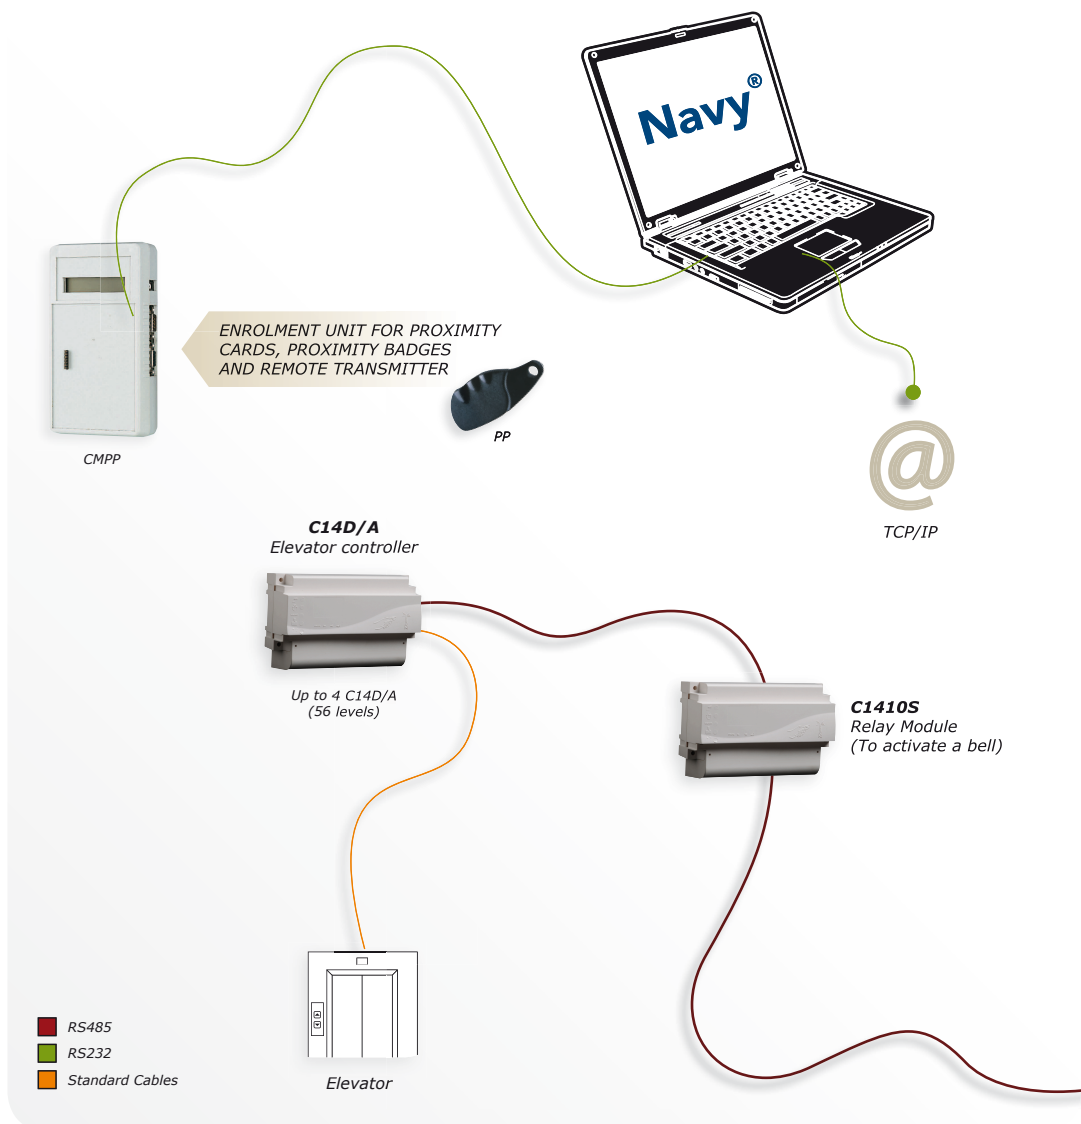 Navy®
ENROLMENT UNIT FOR PROXIMITY
CARDS, PROXIMITY BADGES
AND REMOTE TRANSMITTER
PP
CMPP
TCP/IP
C14D/A
Elevator controller
Up to 4 C14D/A
(56 levels)
C1410S
Relay Module
(To activate a bell)
RS485
RS232
Standard Cables
Elevator